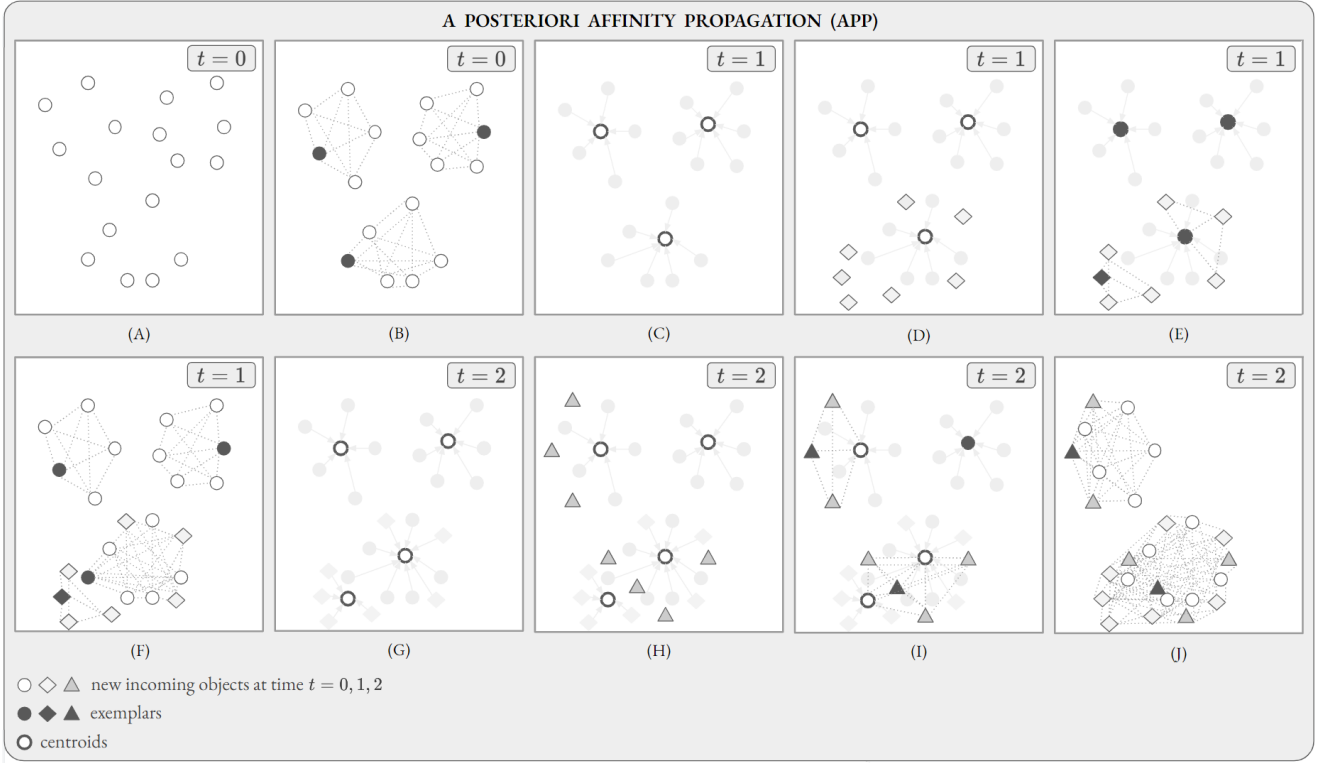 A POSTERIORI AFFINITY PROPAGATION (APP)
t = 0
t = 0
t = 1
t = 1
t = 1
(A)
(B)
(C)
(D)
(E)
t = 1
t = 2
t = 2
t = 2
t = 2
(F)
(G)
(H)
(I)
(J)
new incoming objects at time t = 0, 1, 2
exemplars
centroids